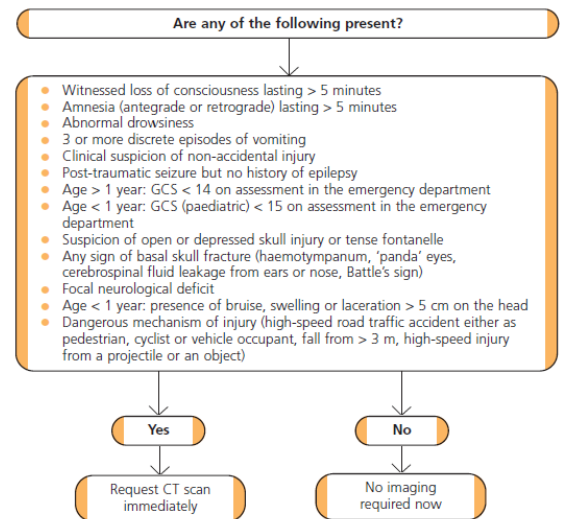 Are any of the following present?
• Witnessed loss of consciousness lasting > 5 minutes
• Amnesia (antegrade or retrograde) lasting > 5 minutes
• Abnormal drowsiness
• 3 or more discrete episodes of vomiting
• Clinical suspicion of non-accidental injury
• Post-traumatic seizure but no history of epilepsy
• Age > 1 year: GCS < 14 on assessment in the emergency department
• Age < 1 year: GCS (paediatric) < 15 on assessment in the emergency
department
• Suspicion of open or depressed skull injury or tense fontanelle
• Any sign of basal skull fracture (haemotympanum, ‘panda’ eyes,
cerebrospinal fluid leakage from ears or nose, Battle’s sign)
• Focal neurological deficit
• Age < 1 year: presence of bruise, swelling or laceration > 5 cm on the head
• Dangerous mechanism of injury (high-speed road traffic accident either as
pedestrian, cyclist or vehicle occupant, fall from > 3 m, high-speed injury
from a projectile or an object)
Yes
No
Request CT scan
immediately
No imaging
required now